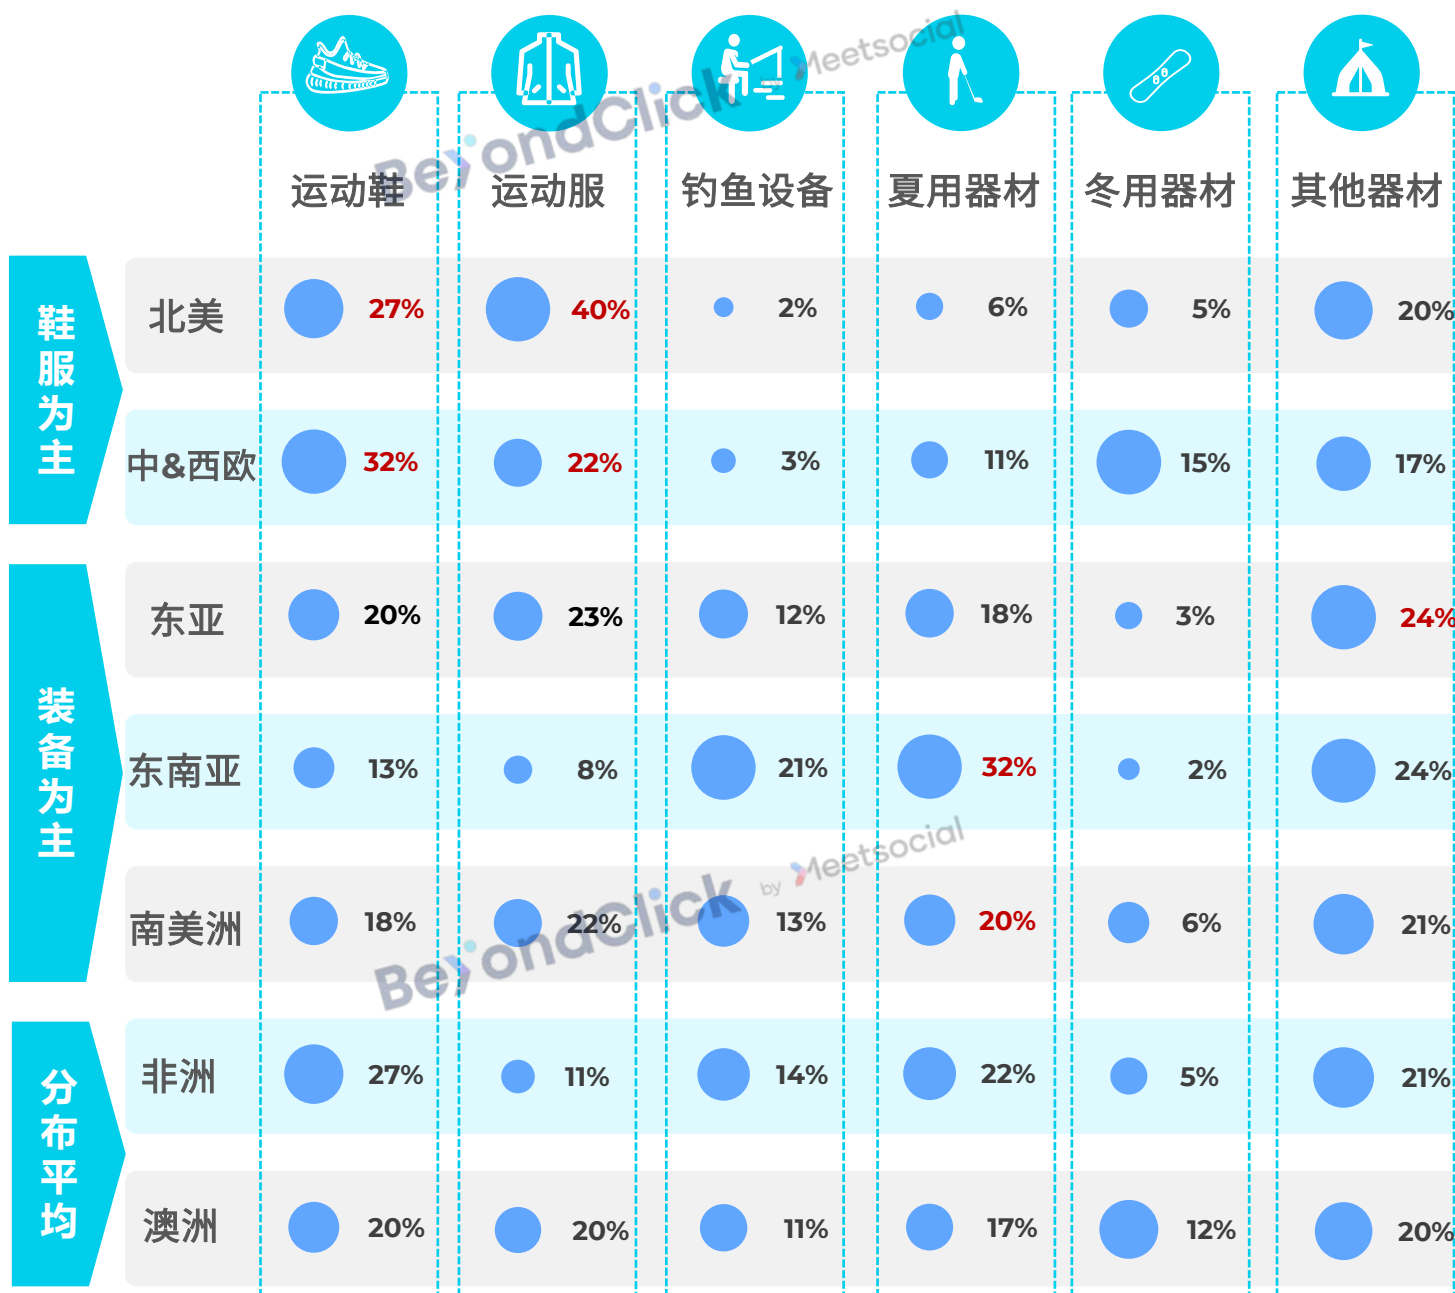 运动鞋 运动服 钓鱼设备 夏用器材 冬用器材 其他器材
鞋服为主
北美 27% 40% 2% 6% 5% 20%
中&西欧 32% 22% 3% 11% 15% 17%
装备为主
东亚 20% 23% 12% 18% 3% 24%
东南亚 13% 8% 21% 32% 2% 24%
南美洲 18% 22% 13% 20% 6% 21%
分布平均
非洲 27% 11% 14% 22% 5% 21%
澳洲 20% 20% 11% 17% 12% 20%
BeyondClick by Meetsocial
BeyondClick by Meetsocial